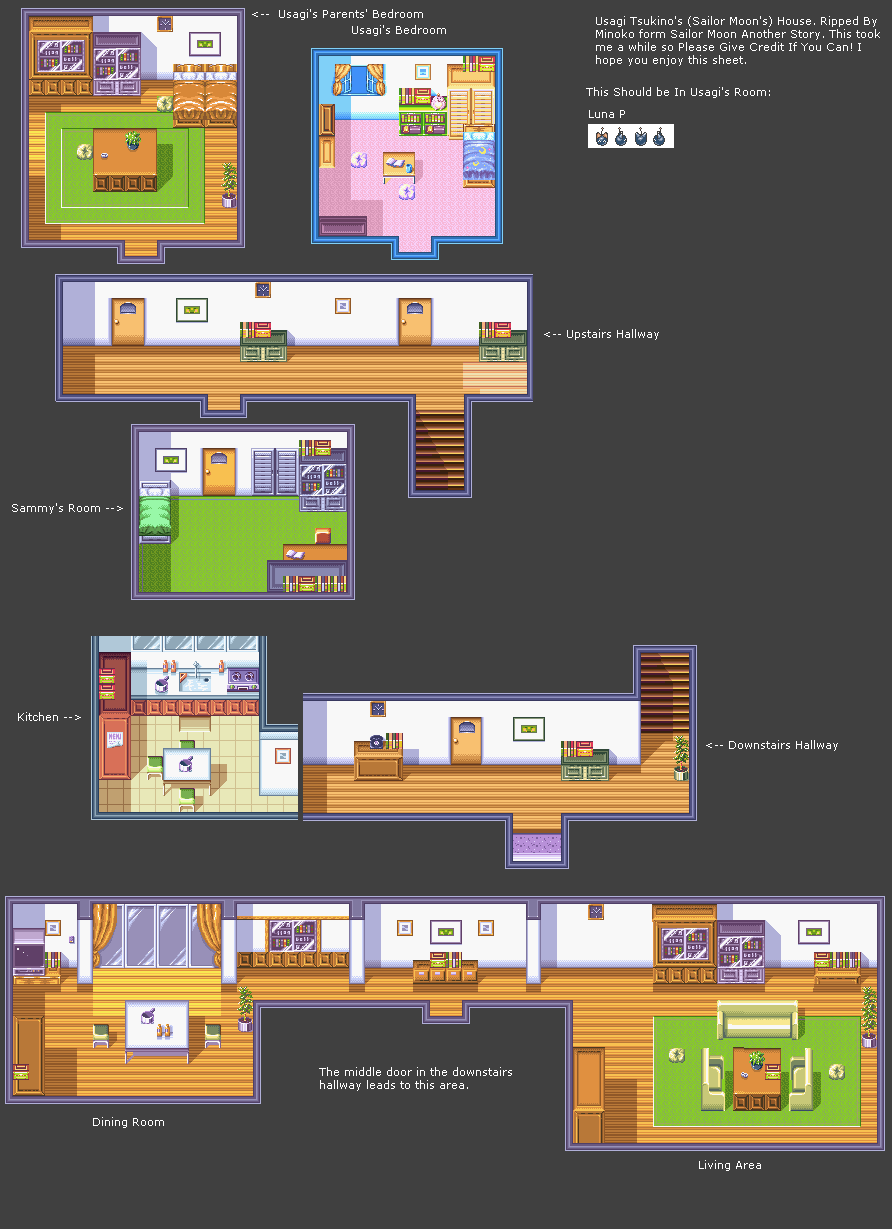 <-- Usagi's Parents' Bedroom
Usagi's Bedroom
Usagi Tsukino's (Sailor Moon's) House. Ripped By
Minoko form Sailor Moon Another Story. This took
me a while so Please Give Credit If You Can! I
hope you enjoy this sheet.
This Should be In Usagi's Room:
Luna P
<-- Upstairs Hallway
Sammy's Room -->
Kitchen -->
MENU
<-- Downstairs Hallway
The middle door in the downstairs
hallway leads to this area.
Dining Room
Living Area